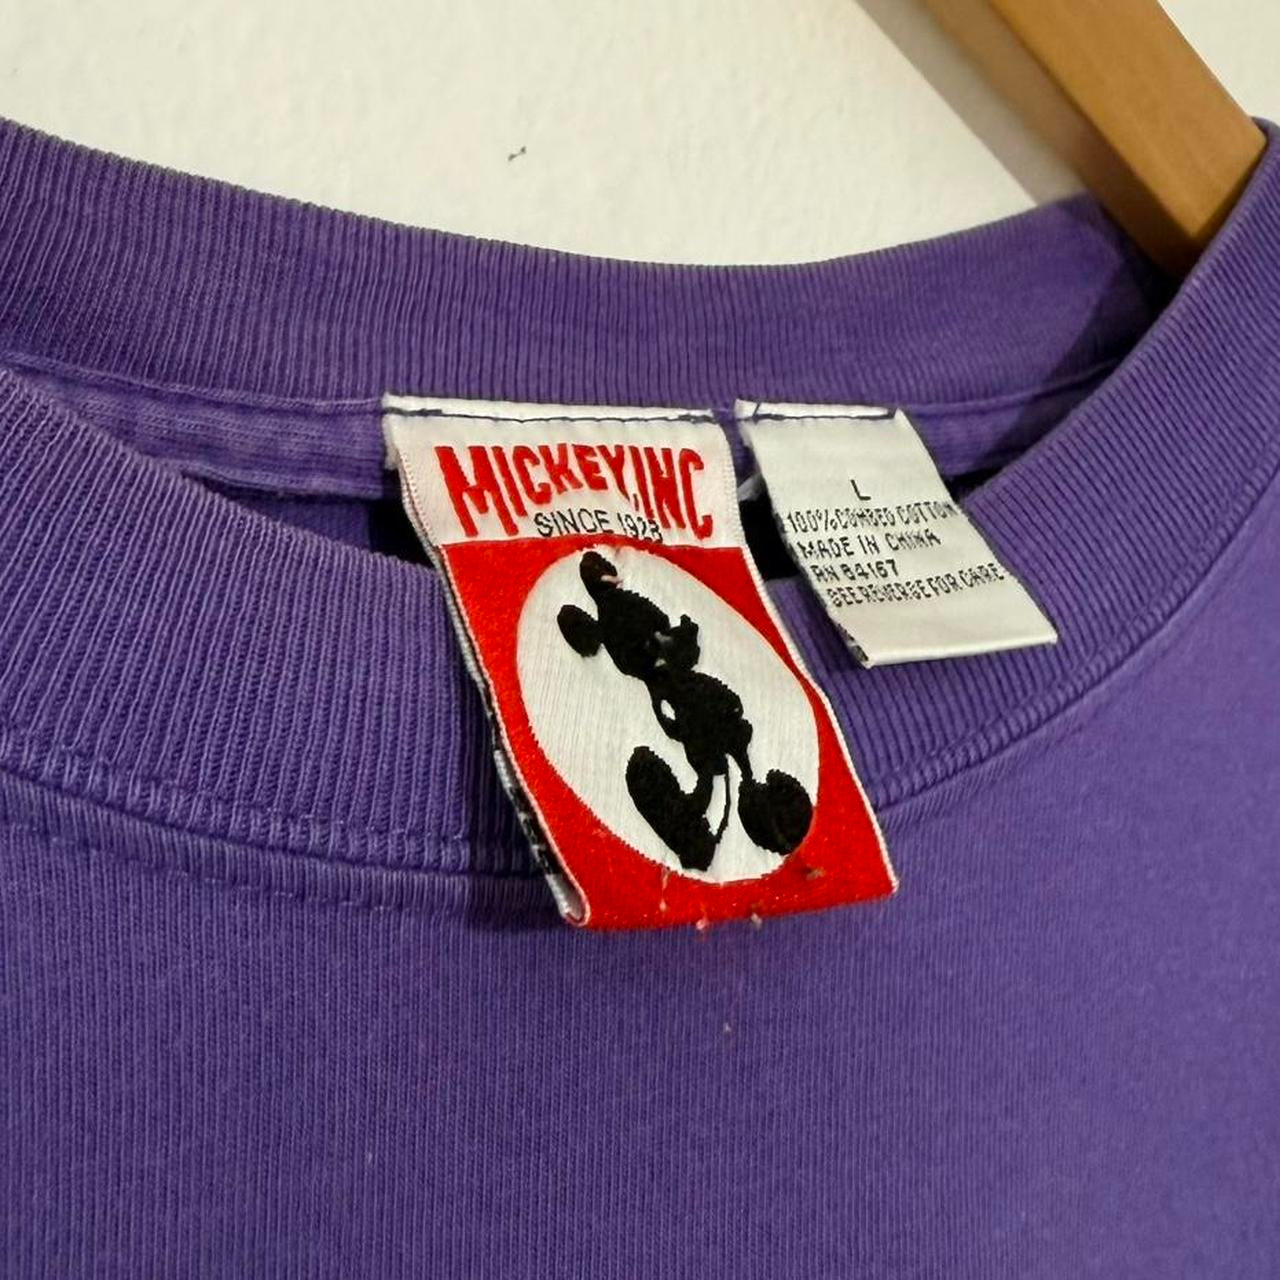 MICKEY, INC
SINCE 1928
L
100% COMBED COTTON
MADE IN CHINA
RN 84167
SEE REVERSE FOR CARE